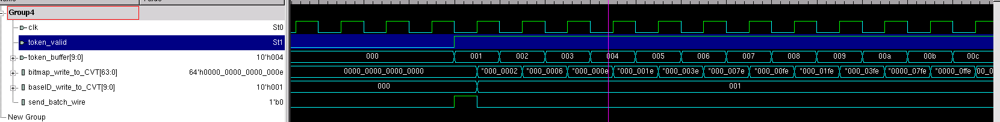 Group4
clk St0
token_valid St1
token_buffer[9:0] 10'h004 000 001 002 003 004 005 006 007 008 009 00a 00b 00c
bitmap_write_to_CVT[63:0] 64'h0000_0000_0000_000e 0000_0000_0000_0000 *000_0002 *000_0006 *000_000e *000_001e *000_003e *000_007e *000_00fe *000_01fe *000_03fe *0000_07fe *0000_0ffe *00_0
baseID_write_to_CVT[9:0] 10'h001 000 001
send_batch_wire 1'b0
New Group